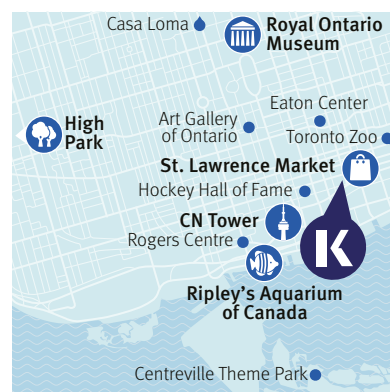 Casa Loma
Royal Ontario
Museum
High
Park
Art Gallery
of Ontario
Eaton Center
Toronto Zoo
St. Lawrence Market
Hockey Hall of Fame
CN Tower
Rogers Centre
K
Ripley's Aquarium
of Canada
Centreville Theme Park